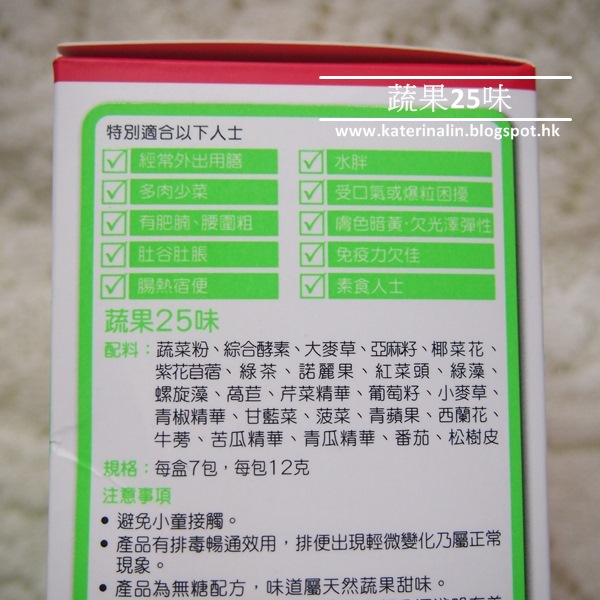 蔬果25味
www.katerinalin.blogspot.hk
特別適合以下人士
經常外出用膳
水胖
多肉少菜
受口氣或爆粒困擾
有肥腩、腰圍粗
膚色暗黃·欠光澤彈性
肚谷肚脹
免疫力欠佳
腸熱宿便
素食人士
蔬果25味
配料：蔬菜粉、綜合酵素、大麥草、亞麻籽、椰菜花、
紫花苜蓿、綠茶、諾麗果、紅菜頭、綠藻、
螺旋藻、萵苣、芹菜精華、葡萄籽、小麥草、
青椒精華、甘藍菜、菠菜、青蘋果、西蘭花、
牛蒡、苦瓜精華、青瓜精華、番茄、松樹皮
規格：每盒7包，每包12克
注意事項
• 避免小童接觸。
• 產品有排毒暢通效用，排便出現輕微變化乃屬正常
現象。
• 產品為無糖配方，味道屬天然蔬果甜味。